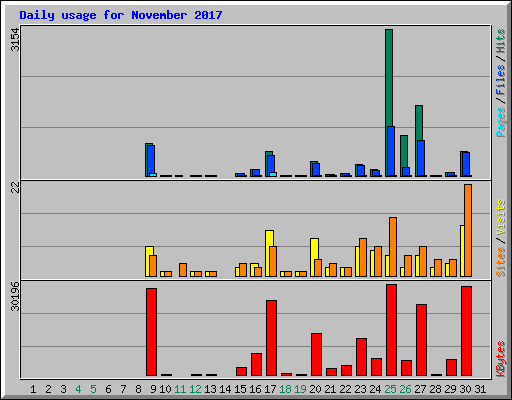 Daily usage for November 2017
3154
22
30196
Pages/Files/Hits
Sites/Visits
KBytes
1 2 3 4 5 6 7 8 9 10 11 12 13 14 15 16 17 18 19 20 21 22 23 24 25 26 27 28 29 30 31